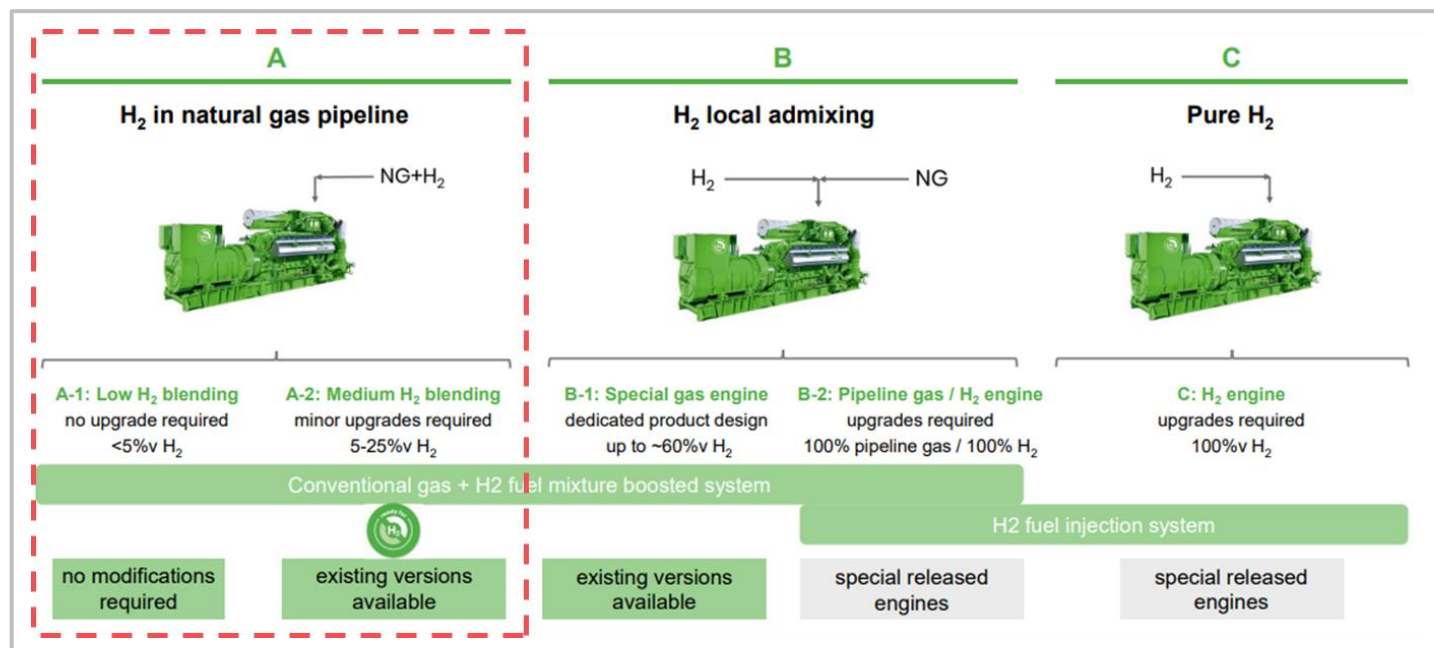 A
H₂ in natural gas pipeline
NG+H₂
A-1: Low H₂ blending
no upgrade required
<5%v H₂
A-2: Medium H₂ blending
minor upgrades required
5-25%v H₂
B
H₂ local admixing
H₂
NG
B-1: Special gas engine
dedicated product design
up to ~60%v H₂
B-2: Pipeline gas / H₂ engine
upgrades required
100% pipeline gas / 100% H₂
C
Pure H₂
H₂
C: H₂ engine
upgrades required
100%v H₂
Conventional gas + H2 fuel mixture boosted system
H2 fuel injection system
ready for
H₂
no modifications
required
existing versions
available
existing versions
available
special released
engines
special released
engines